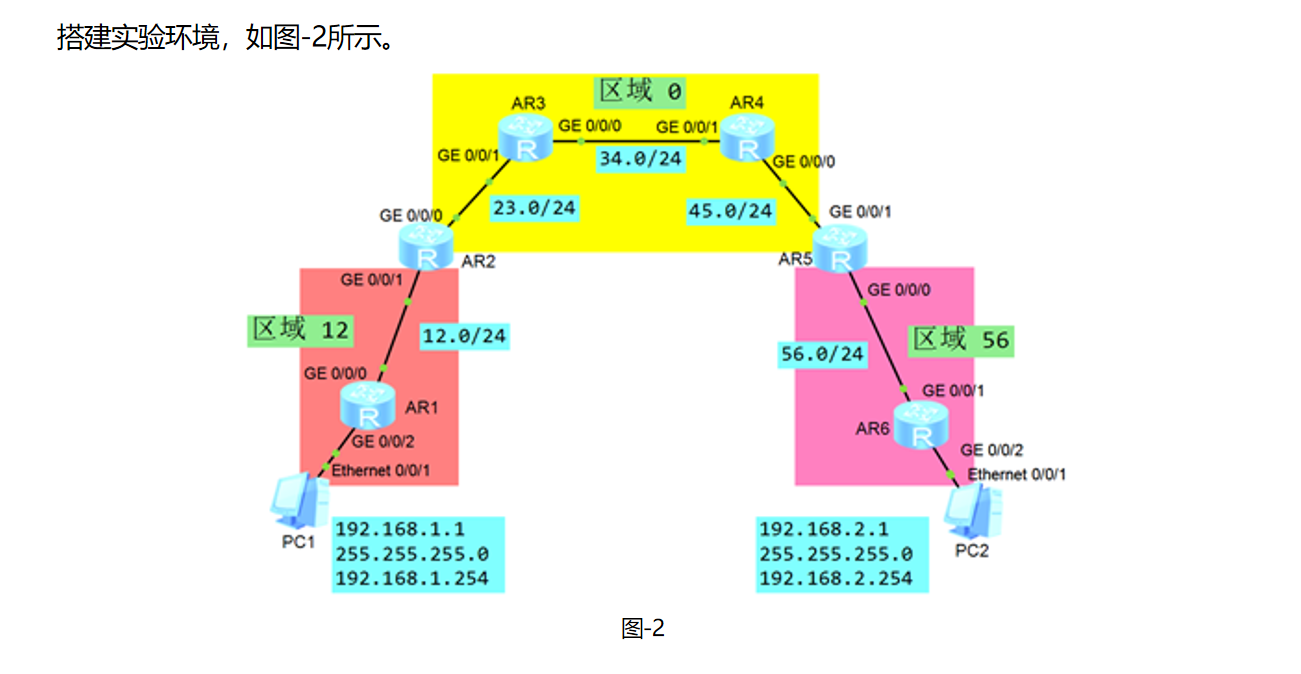 搭建实验环境，如图-2所示。
区域 0
AR3
AR4
GE 0/0/0
GE 0/0/1
GE 0/0/1
34.0/24
GE 0/0/0
23.0/24
45.0/24
GE 0/0/0
GE 0/0/1
R
R
R
R
AR2
AR5
GE 0/0/1
GE 0/0/0
区域 12
12.0/24
区域 56
56.0/24
GE 0/0/0
GE 0/0/1
R
AR1
AR6
R
GE 0/0/2
GE 0/0/2
Ethernet 0/0/1
Ethernet 0/0/1
PC1
192.168.1.1
255.255.255.0
192.168.1.254
192.168.2.1
255.255.255.0
192.168.2.254
PC2
图-2